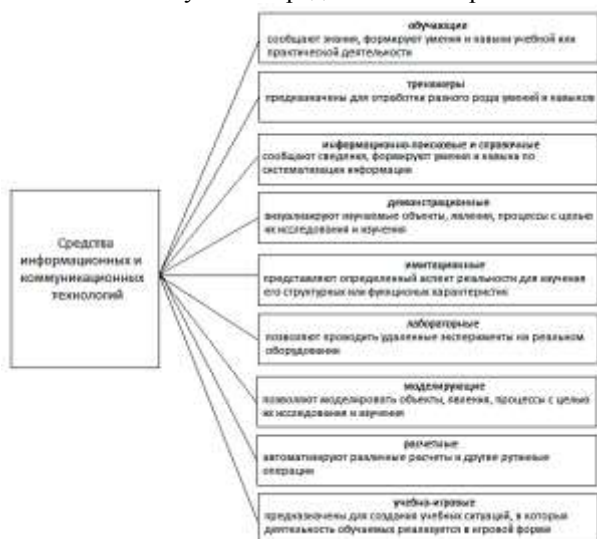 обучающие
сообщают знания, формируют умения и навыки учебной или
практической деятельности
тренажеры
предназначены для отработки разного рода умений и навыков
информационно-поисковые и справочные
сообщают сведения, формируют умения и навыки по
систематизации информации
демонстрационные
визуализируют изучаемые объекты, явления, процессы с целью
их исследования и изучения
Средства
информационных и
коммуникационных
технологий
имитационные
представляют определенный аспект реальности для изучения
его структурных или функциональных характеристик
лабораторные
позволяют проводить удаленные эксперименты на реальном
оборудовании
моделирующие
позволяют моделировать объекты, явления, процессы с целью
их исследования и изучения
расчетные
автоматизируют различные расчеты и другие рутинные
операции
учебно-игровые
предназначены для создания учебных ситуаций, в которых
деятельность обучаемых реализуется в игровой форме